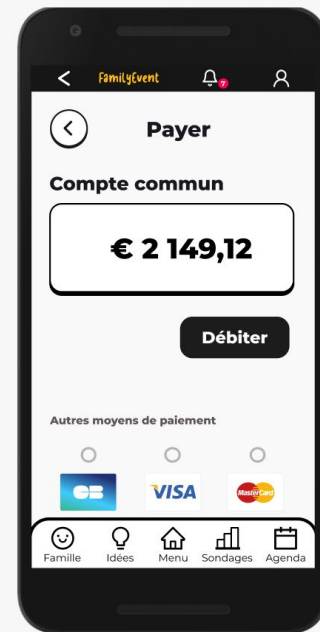 FamilyEvent 7
Payer
Compte commun
€ 2 149,12
Débiter
Autres moyens de paiement
CB VISA MasterCard
Famille Idées Menu Sondages Agenda